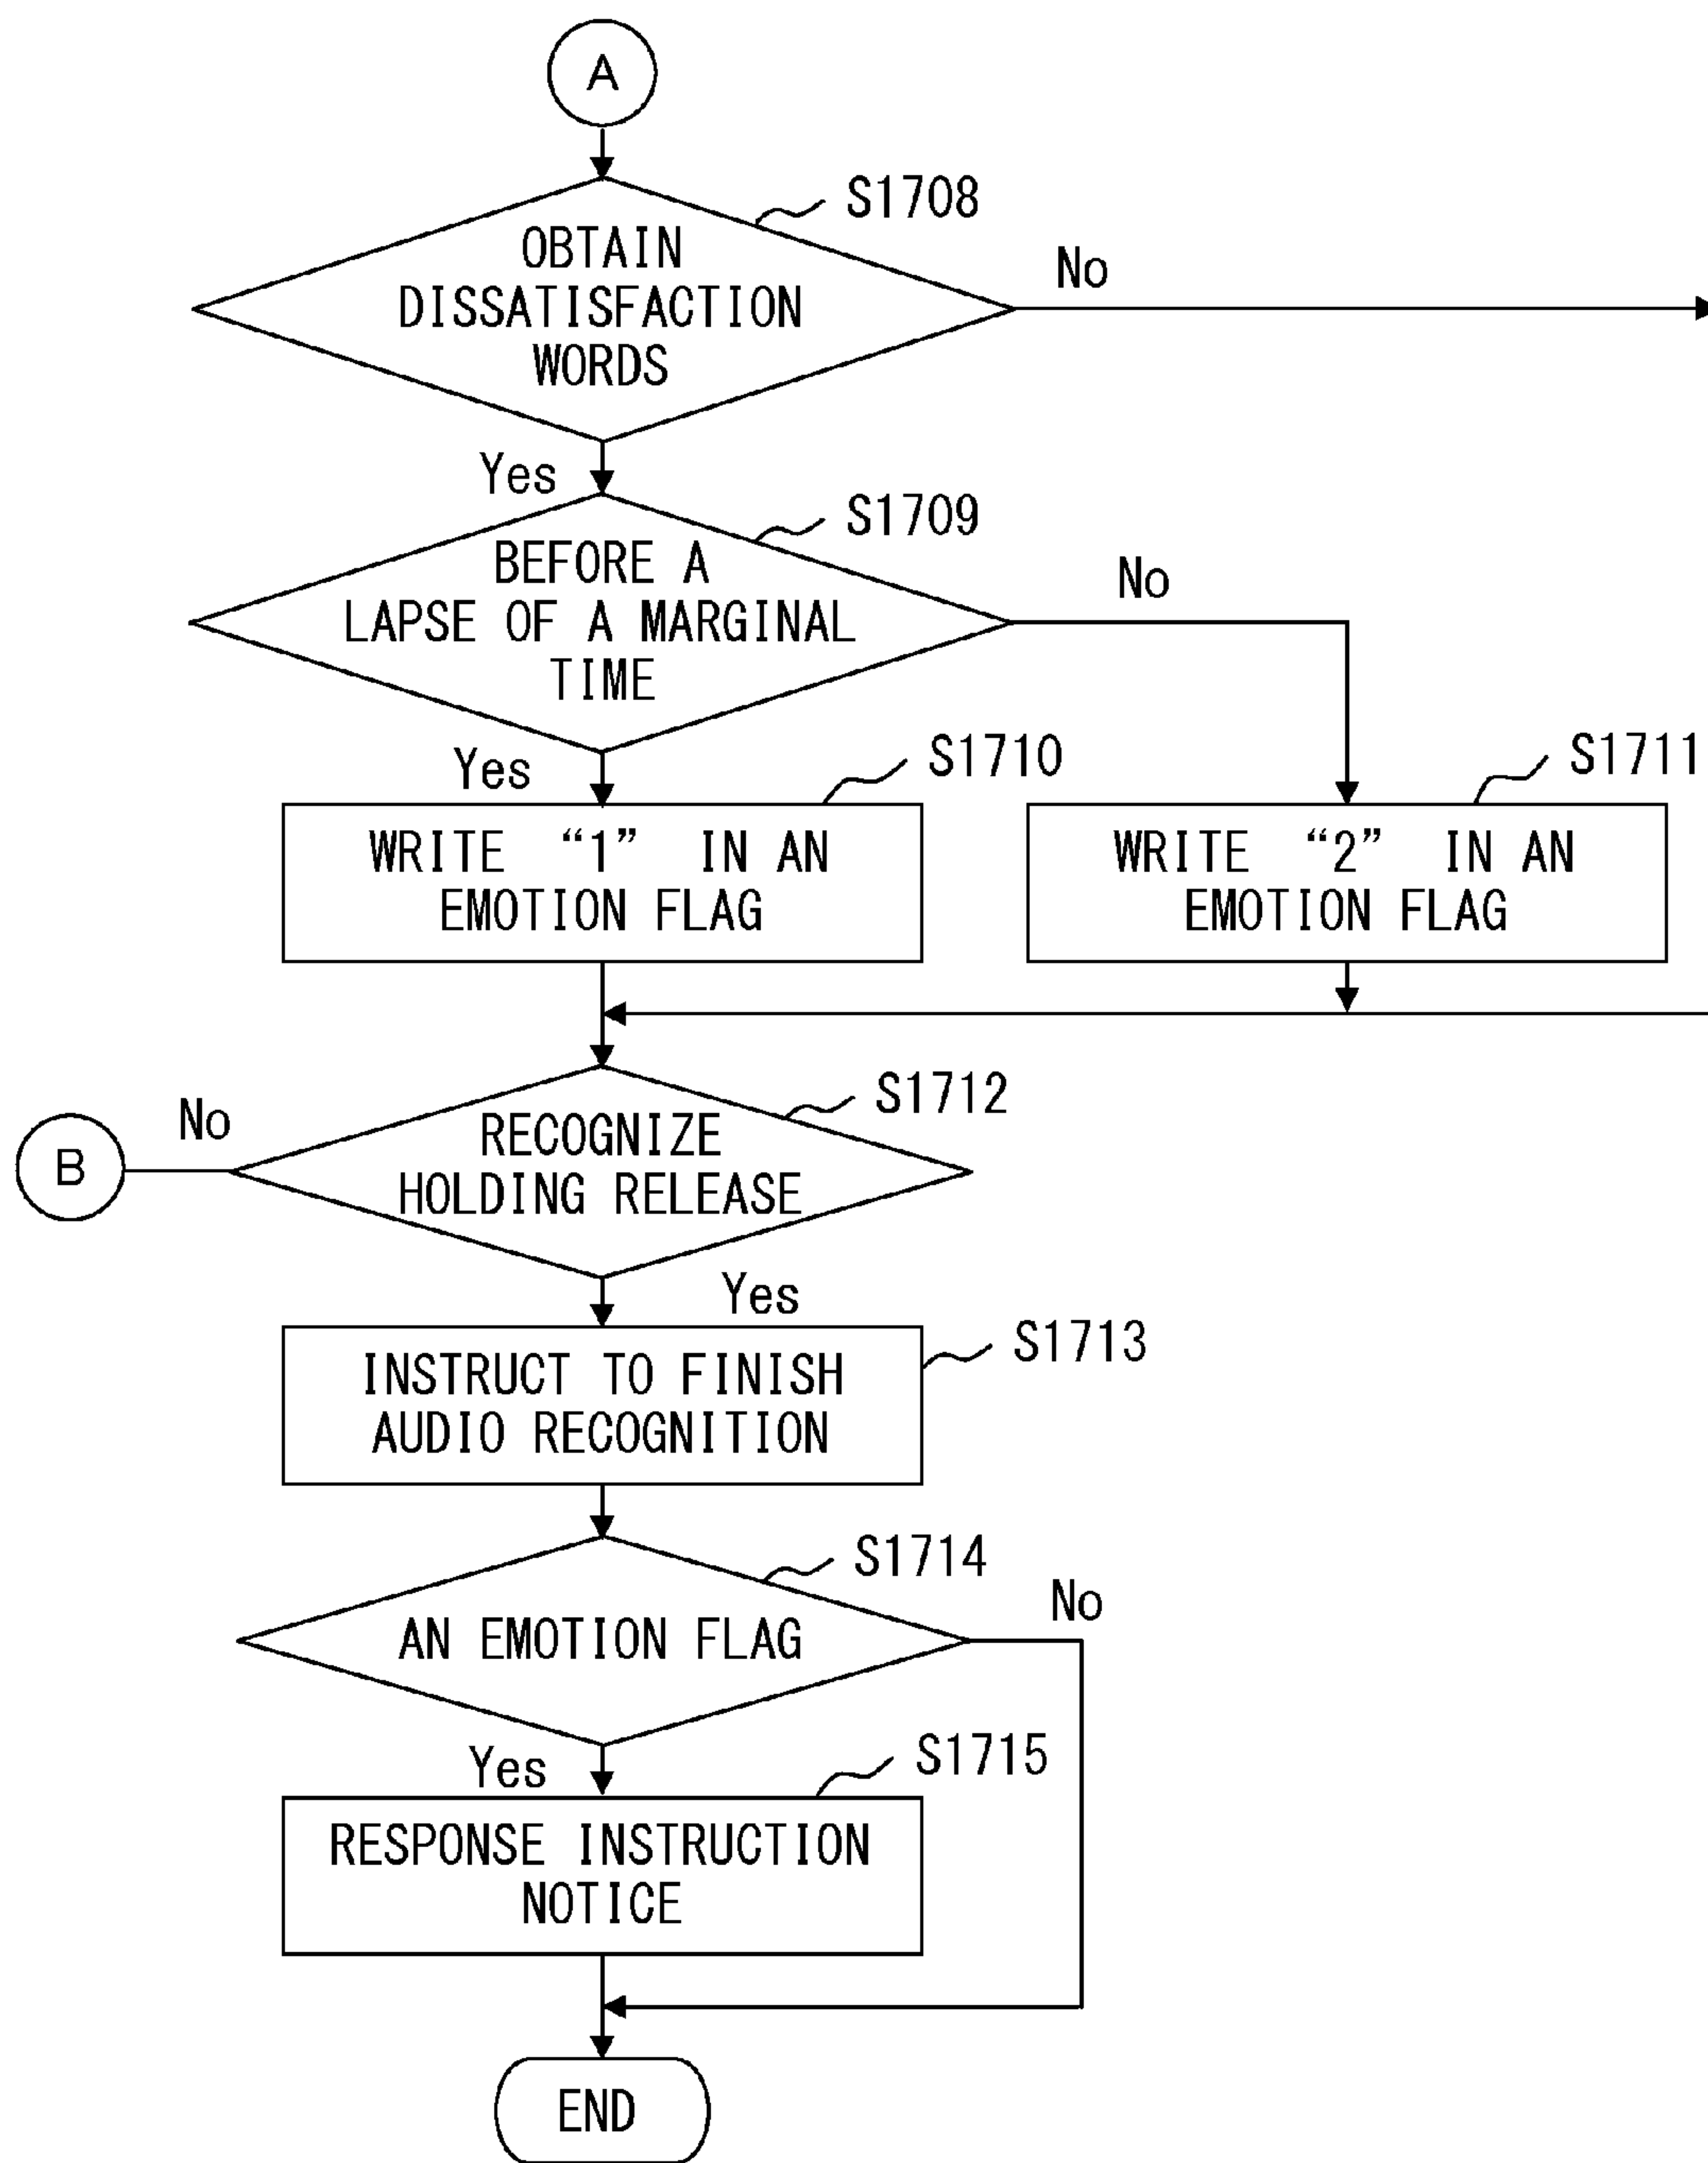 A
S1708
OBTAIN
DISSATISFACTION
WORDS
No
Yes
S1709
BEFORE A
LAPSE OF A MARGINAL
TIME
No
Yes
S1710
WRITE “1” IN AN
EMOTION FLAG
S1711
WRITE “2” IN AN
EMOTION FLAG
S1712
RECOGNIZE
HOLDING RELEASE
No
B
Yes
S1713
INSTRUCT TO FINISH
AUDIO RECOGNITION
S1714
AN EMOTION FLAG
No
Yes
S1715
RESPONSE INSTRUCTION
NOTICE
END